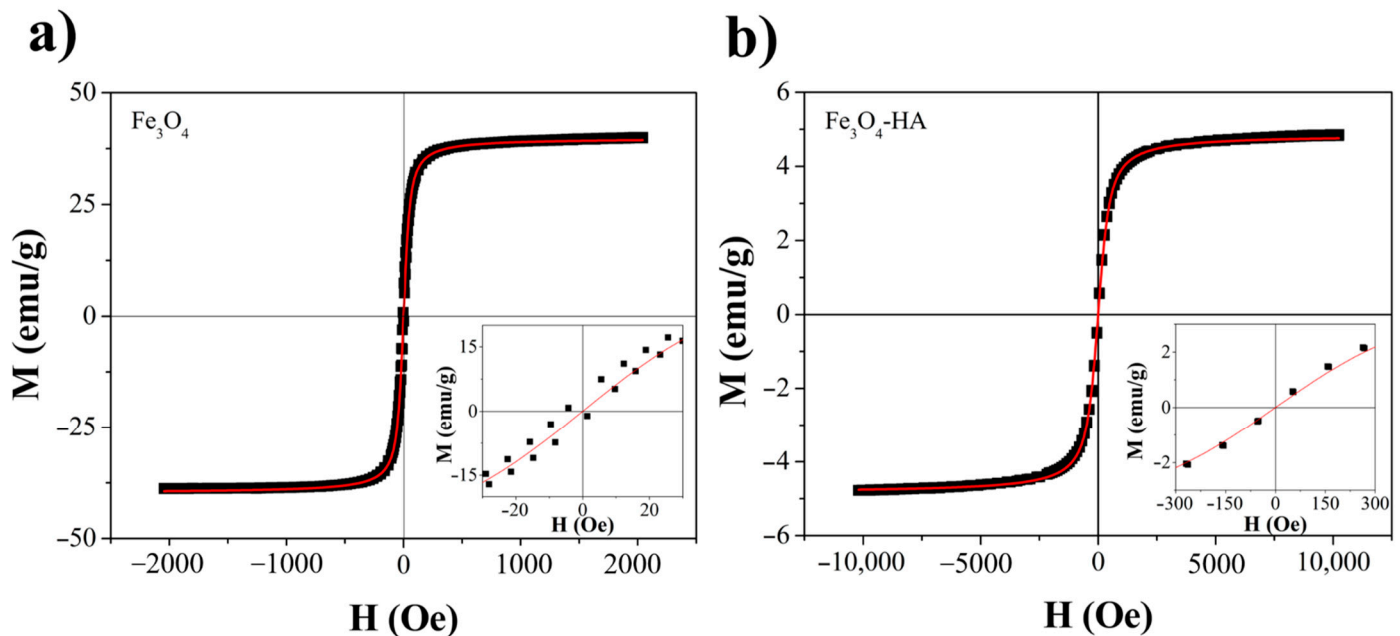 a)
Fe₃O₄
M (emu/g)
50
25
0
−25
−50
−2000 −1000 0 1000 2000
H (Oe)
M (emu/g)
15
0
−15
−20 0 20
H (Oe)
b)
Fe₃O₄-HA
M (emu/g)
6
4
2
0
−2
−4
−6
−10,000 −5000 0 5000 10,000
H (Oe)
M (emu/g)
2
0
−2
−300 −150 0 150 300
H (Oe)